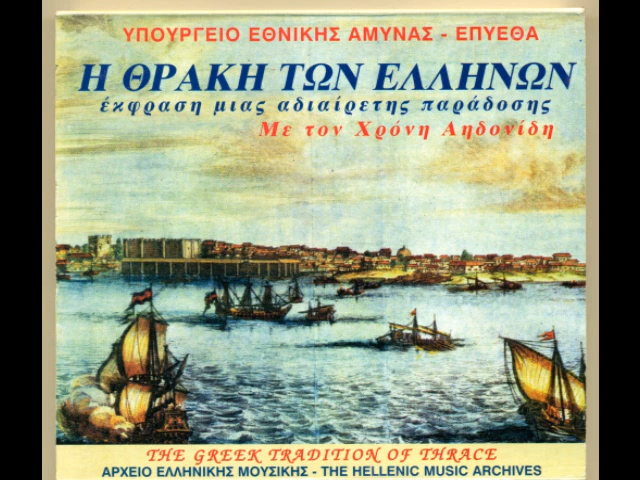 ΥΠΟΥΡΓΕΙΟ ΕΘΝΙΚΗΣ ΑΜΥΝΑΣ - ΕΠΥΕΘΑ
Η ΘΡΑΚΗ ΤΩΝ ΕΛΛΗΝΩΝ
έκφραση μιας αδιαίρετης παράδοσης
Με τον Χρόνη Αηδονίδη
THE GREEK TRADITION OF THRACE
ΑΡΧΕΙΟ ΕΛΛΗΝΙΚΗΣ ΜΟΥΣΙΚΗΣ - THE HELLENIC MUSIC ARCHIVES